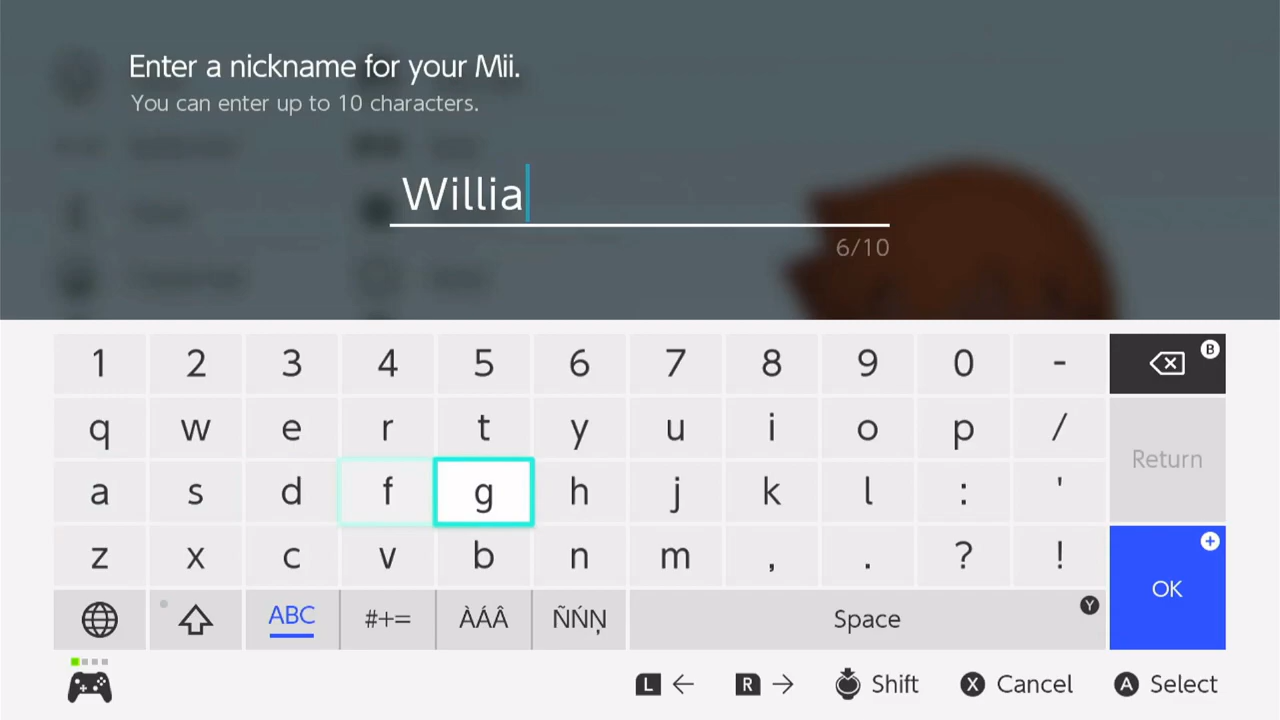 Enter a nickname for your Mii.
You can enter up to 10 characters.
Willia
6/10
1 2 3 4 5 6 7 8 9 0 - B
q w e r t y u i o p / Return
a s d f g h j k l : '
z x c v b n m , . ? ! + OK
ABC #+= ÀÁÂ ÑŃŅ Space Y
L ← R → Shift X Cancel A Select